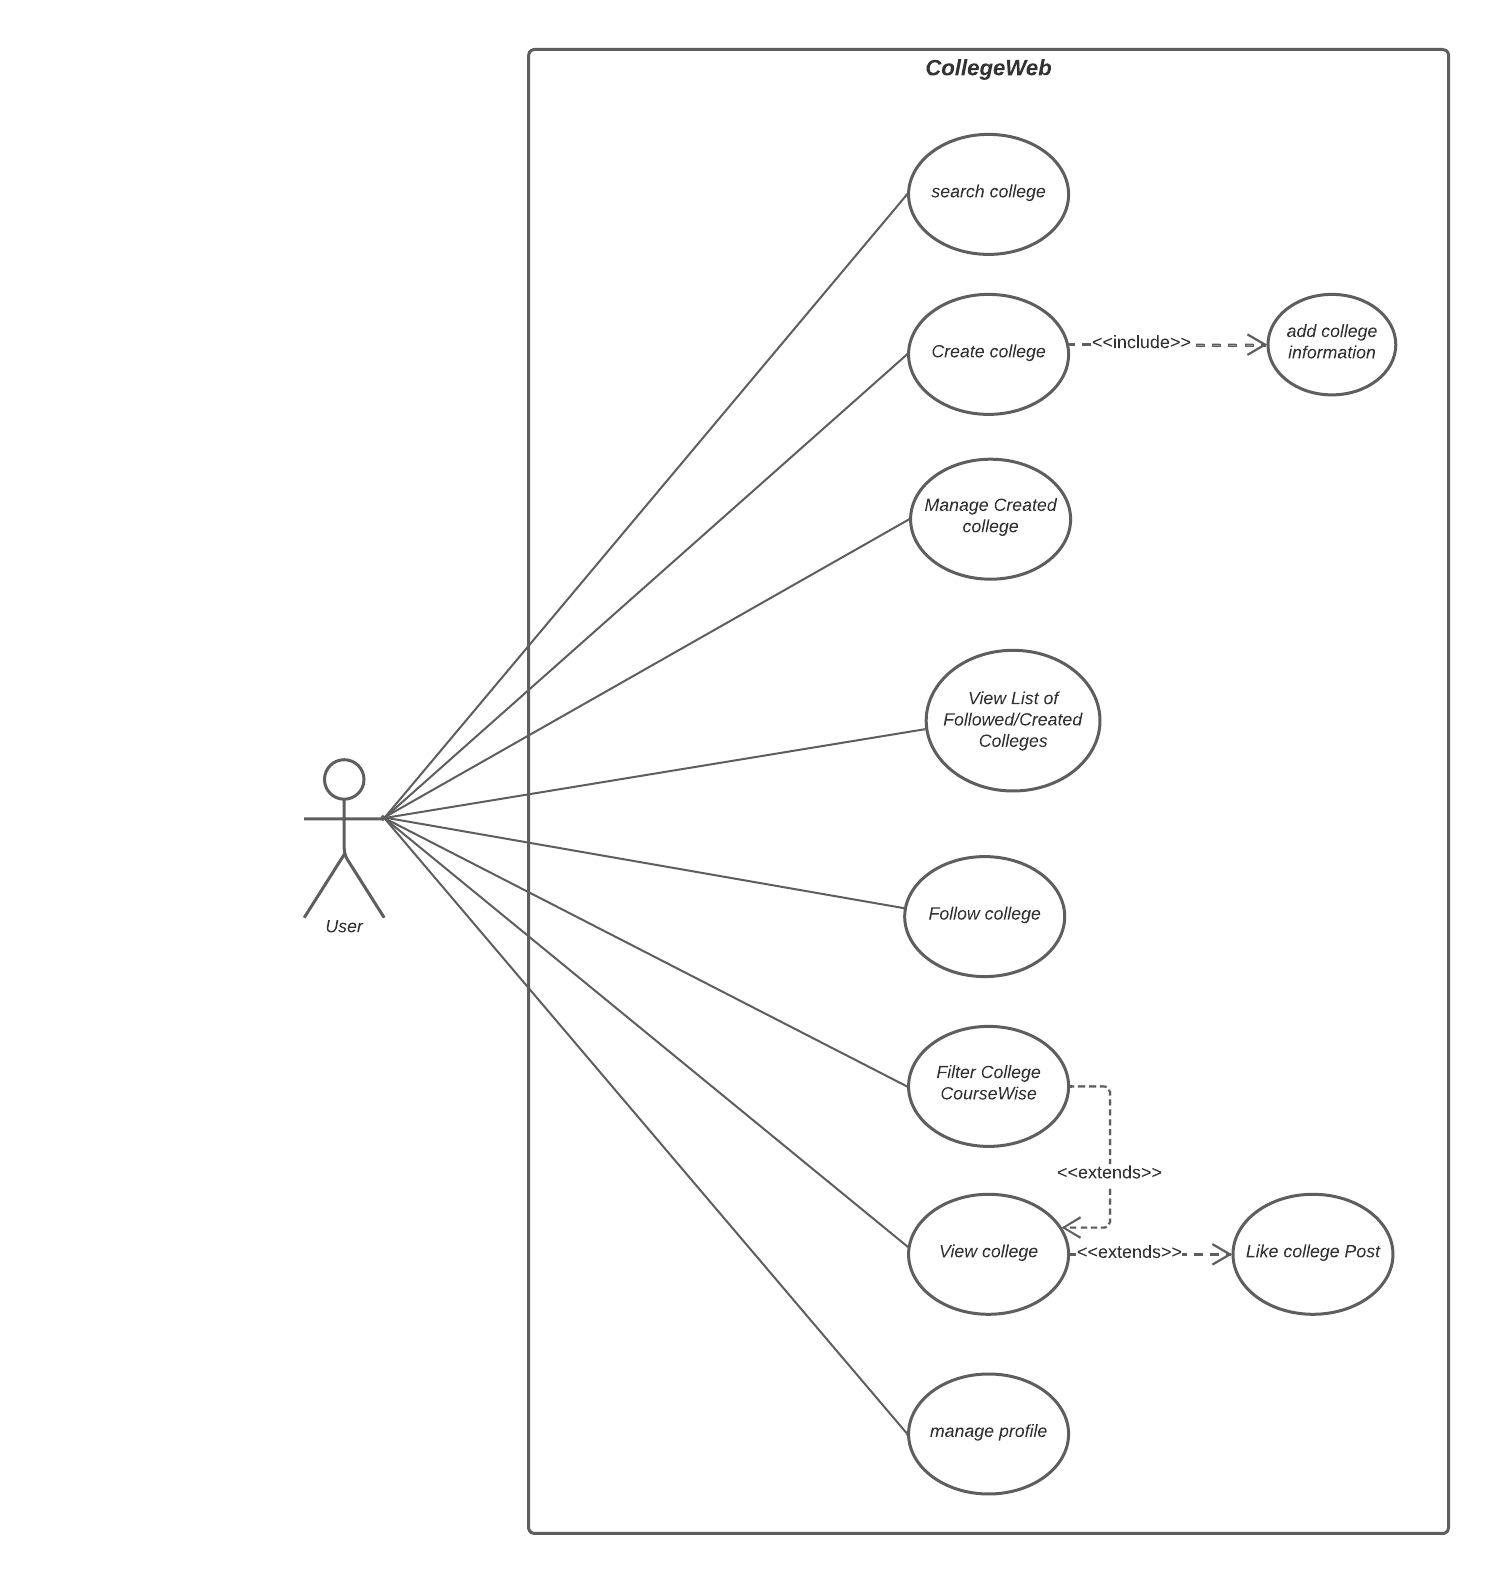 CollegeWeb
search college
Create college
<<include>>
add college
information
Manage Created
college
View List of
Followed/Created
Colleges
User
Follow college
Filter College
CourseWise
<<extends>>
View college
<<extends>>
Like college Post
manage profile